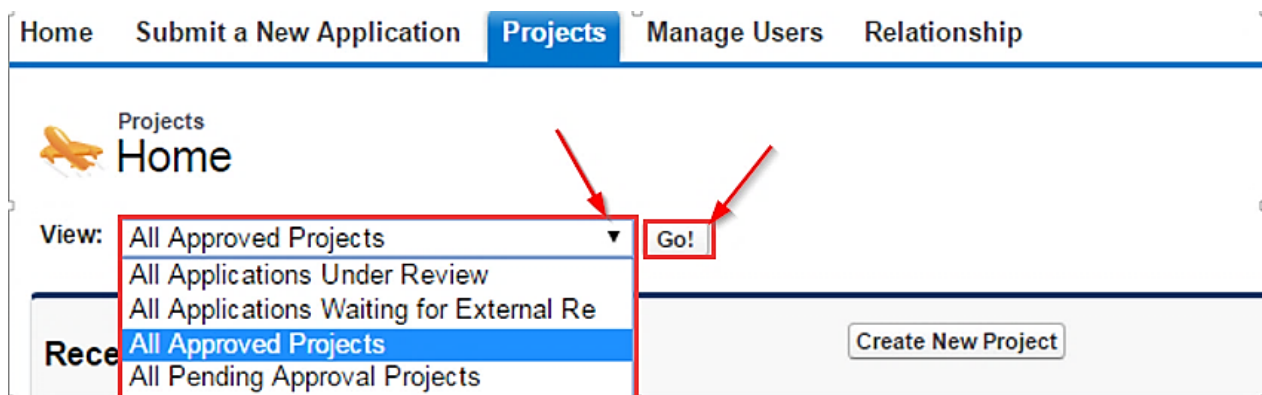 Home Submit a New Application Projects Manage Users Relationship
Projects
Home
View: All Approved Projects Go!
All Applications Under Review
All Applications Waiting for External Re
All Approved Projects
All Pending Approval Projects
Rece
Create New Project